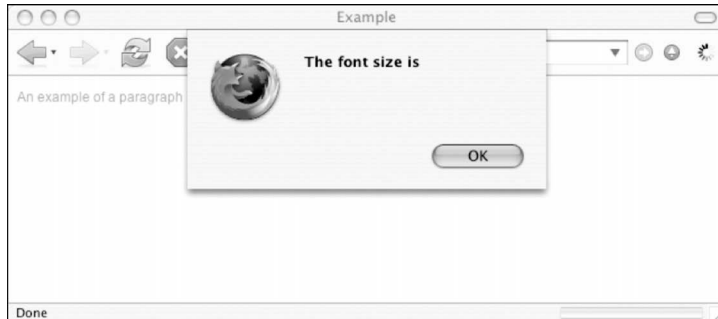 Example
The font size is
An example of a paragraph
OK
Done